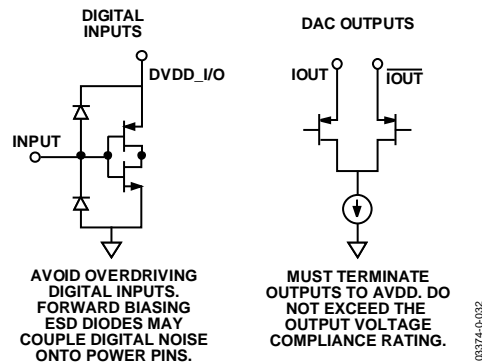 DIGITAL
INPUTS
DVDD_I/O
INPUT
AVOID OVERDRIVING
DIGITAL INPUTS.
FORWARD BIASING
ESD DIODES MAY
COUPLE DIGITAL NOISE
ONTO POWER PINS.
DAC OUTPUTS
IOUT
IOUT
MUST TERMINATE
OUTPUTS TO AVDD. DO
NOT EXCEED THE
OUTPUT VOLTAGE
COMPLIANCE RATING.
03374-0-032